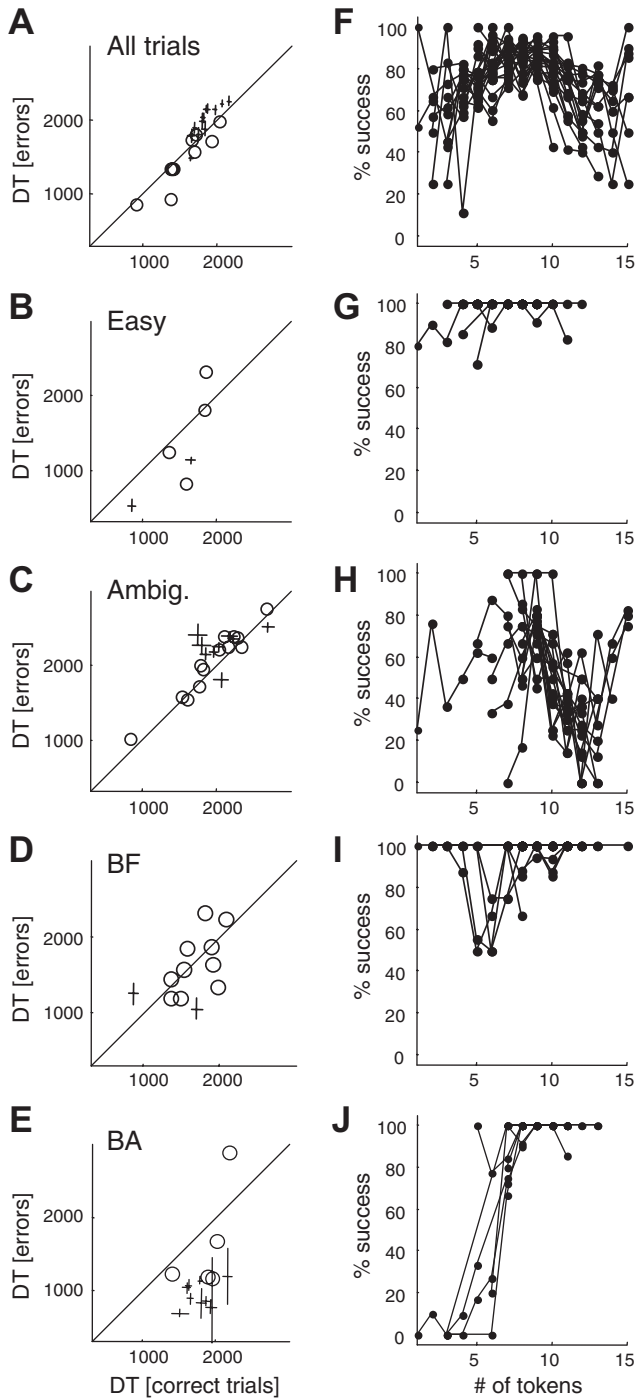 A
All trials
DT [errors]
2000
1000
1000
2000
F
% success
100
80
60
40
20
0
5
10
15
B
Easy
DT [errors]
2000
1000
1000
2000
G
% success
100
80
60
40
20
0
5
10
15
C
Ambig.
DT [errors]
2000
1000
1000
2000
H
% success
100
80
60
40
20
0
5
10
15
D
BF
DT [errors]
2000
1000
1000
2000
I
% success
100
80
60
40
20
0
5
10
15
E
BA
DT [errors]
2000
1000
1000
2000
DT [correct trials]
J
% success
100
80
60
40
20
0
5
10
15
# of tokens